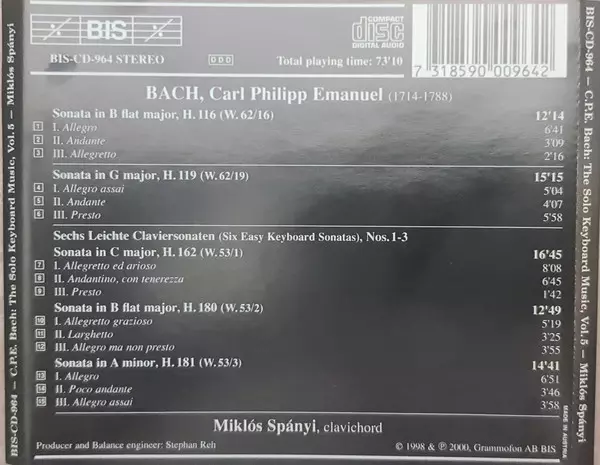 BIS
COMPACT
disc
DIGITAL AUDIO
BIS-CD-964 STEREO DDD Total playing time: 73'10
7 318590 009642
BACH, Carl Philipp Emanuel (1714-1788)
Sonata in B flat major, H. 116 (W. 62/16) 12'14
1 I. Allegro 6'41
2 II. Andante 3'09
3 III. Allegretto 2'16
Sonata in G major, H. 119 (W. 62/19) 15'15
4 I. Allegro assai 5'04
5 II. Andante 4'07
6 III. Presto 5'58
Sechs Leichte Claviersonaten (Six Easy Keyboard Sonatas), Nos. 1-3
Sonata in C major, H. 162 (W. 53/1) 16'45
7 I. Allegretto ed arioso 8'08
8 II. Andantino, con tenerezza 6'45
9 III. Presto 1'42
Sonata in B flat major, H. 180 (W. 53/2) 12'49
10 I. Allegretto grazioso 5'19
11 II. Larghetto 3'25
12 III. Allegro ma non presto 3'55
Sonata in A minor, H. 181 (W. 53/3) 14'41
13 I. Allegro 6'51
14 II. Poco andante 3'46
15 III. Allegro assai 3'58
Miklós Spányi, clavichord
Producer and Balance engineer: Stephan Reh
© 1998 & ℗ 2000, Grammofon AB BIS
MADE IN AUSTRIA
BIS-CD-964 – C.P.E. Bach: The Solo Keyboard Music, Vol. 5 – Miklós Spányi
BIS-CD-964 – C.P.E. Bach: The Solo Keyboard Music, Vol. 5 – Miklós Spányi